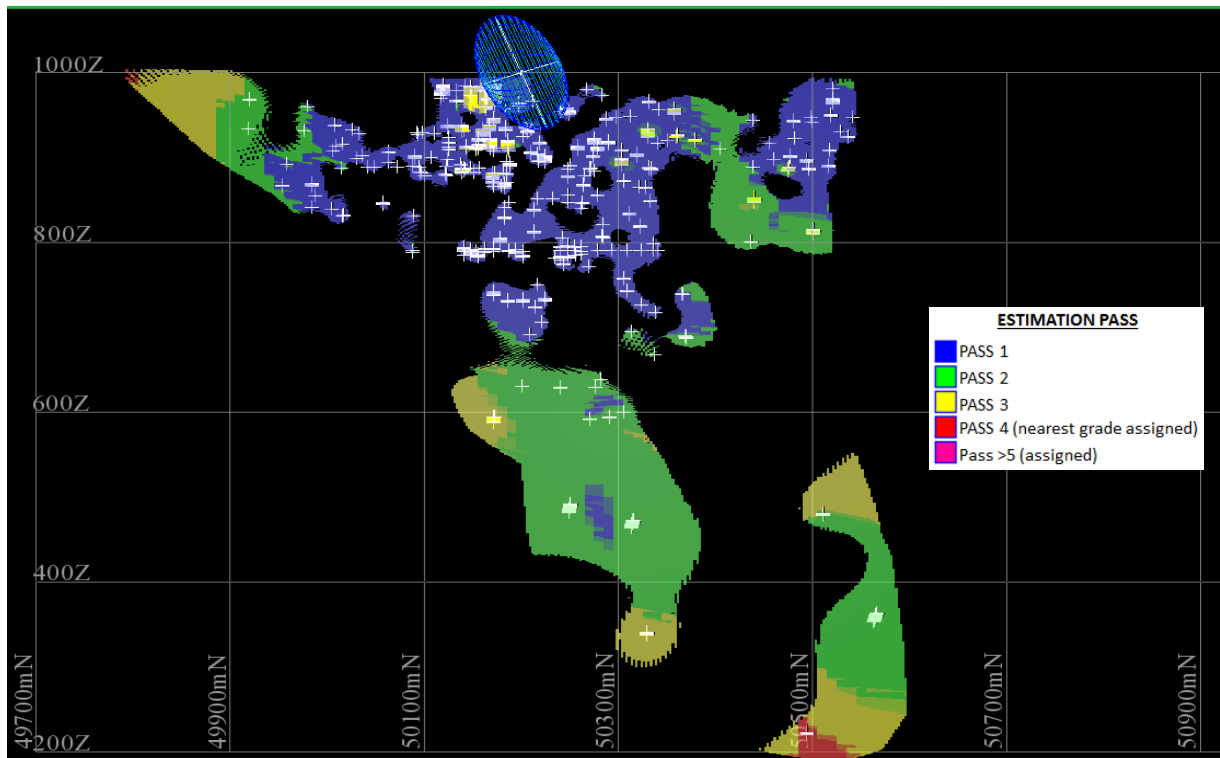 1000Z
800Z
600Z
400Z
200Z
49700mN
49900mN
50100mN
50300mN
50500mN
50700mN
50900mN
ESTIMATION PASS
PASS 1
PASS 2
PASS 3
PASS 4 (nearest grade assigned)
Pass >5 (assigned)